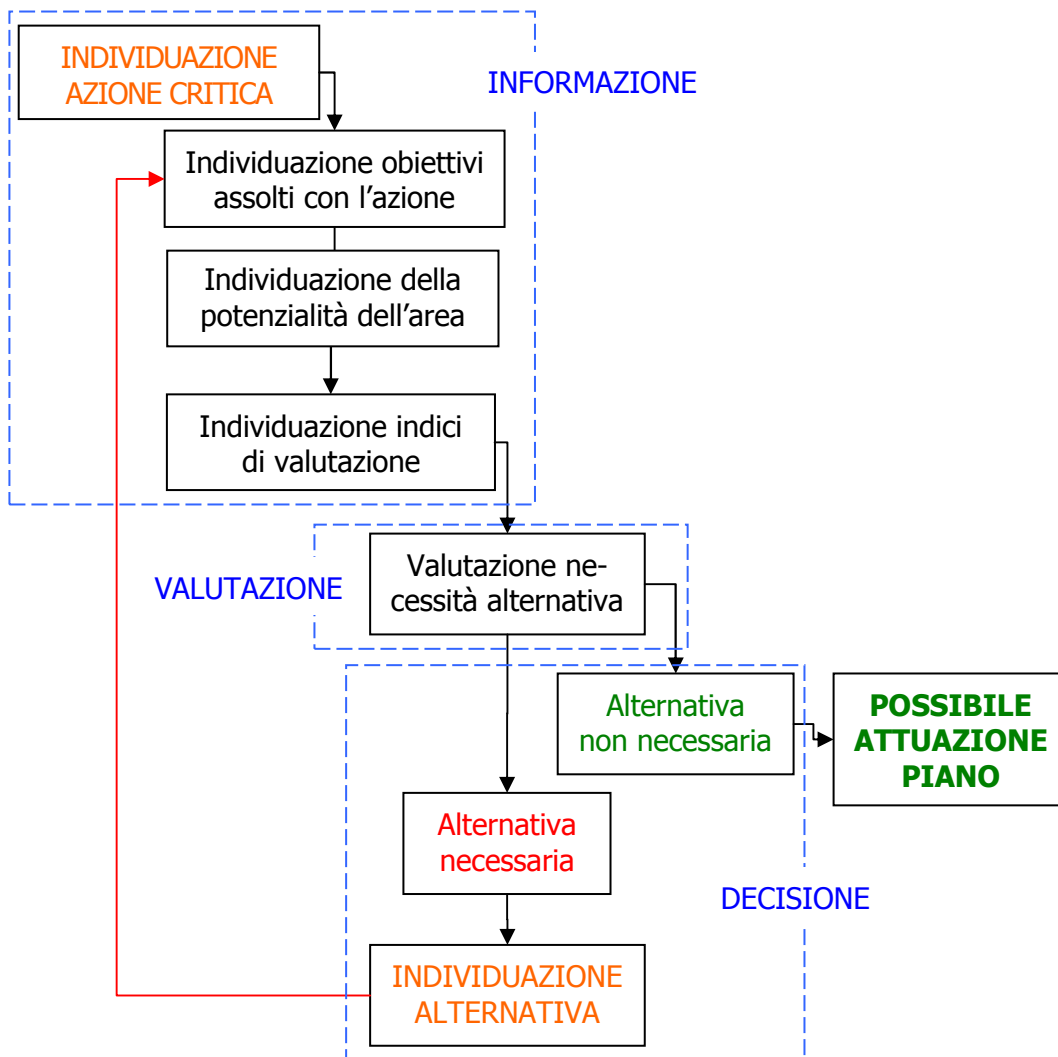 INDIVIDUAZIONE
AZIONE CRITICA
INFORMAZIONE
Individuazione obiettivi
assolti con l’azione
Individuazione della
potenzialità dell’area
Individuazione indici
di valutazione
VALUTAZIONE
Valutazione ne-
cessità alternativa
Alternativa
non necessaria
POSSIBILE
ATTUAZIONE
PIANO
Alternativa
necessaria
DECISIONE
INDIVIDUAZIONE
ALTERNATIVA